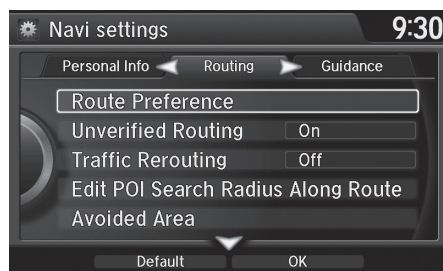 Navi settings 9:30
Personal Info Routing Guidance
Route Preference
Unverified Routing On
Traffic Rerouting Off
Edit POI Search Radius Along Route
Avoided Area
Default OK